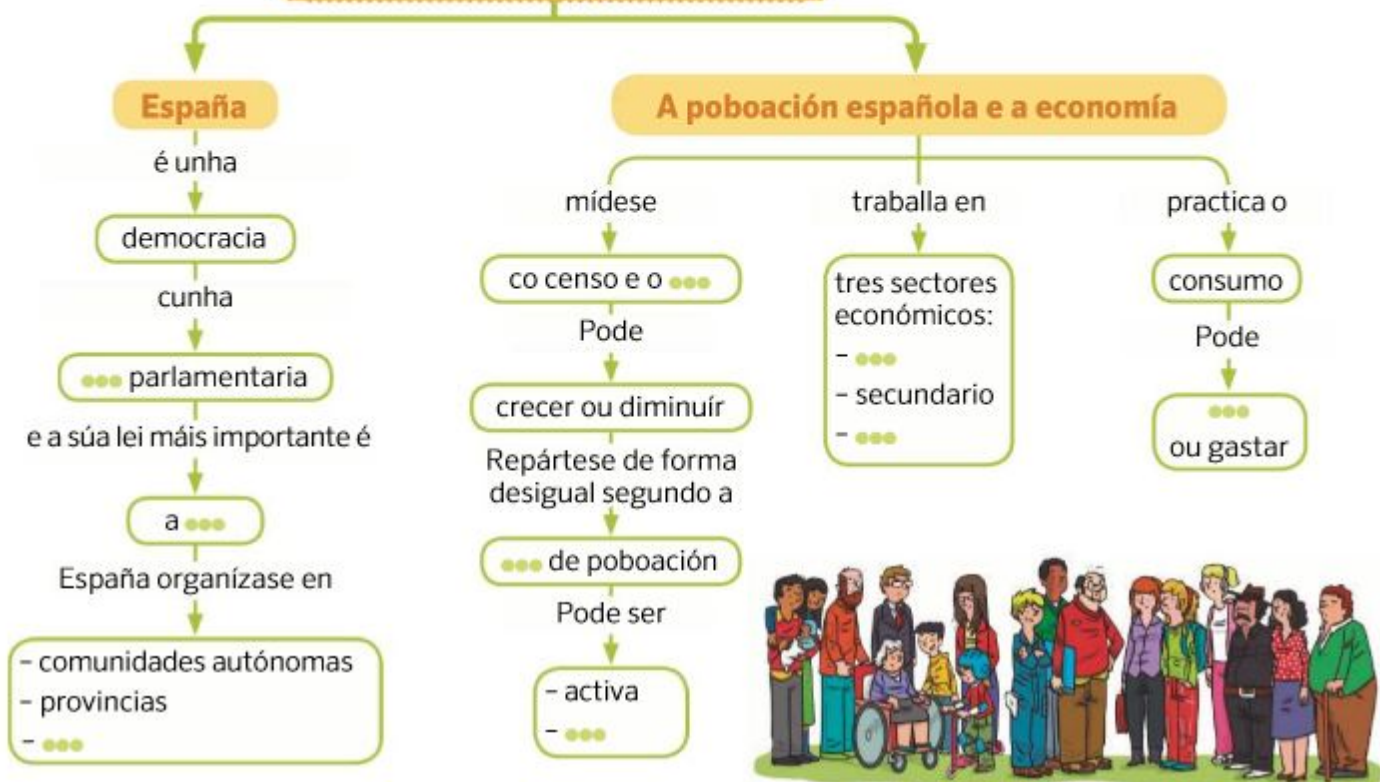 España
é unha
democracia
cunha
●●● parlamentaria
e a súa lei máis importante é
a ●●●
España organízase en
– comunidades autónomas
– provincias
– ●●●
A poboación española e a economía
mídese
co censo e o ●●●
Pode
crecer ou diminuír
Repártese de forma
desigual segundo a
●●● de poboación
Pode ser
– activa
– ●●●
traballa en
tres sectores
económicos:
– ●●●
– secundario
– ●●●
practica o
consumo
Pode
●●●
ou gastar